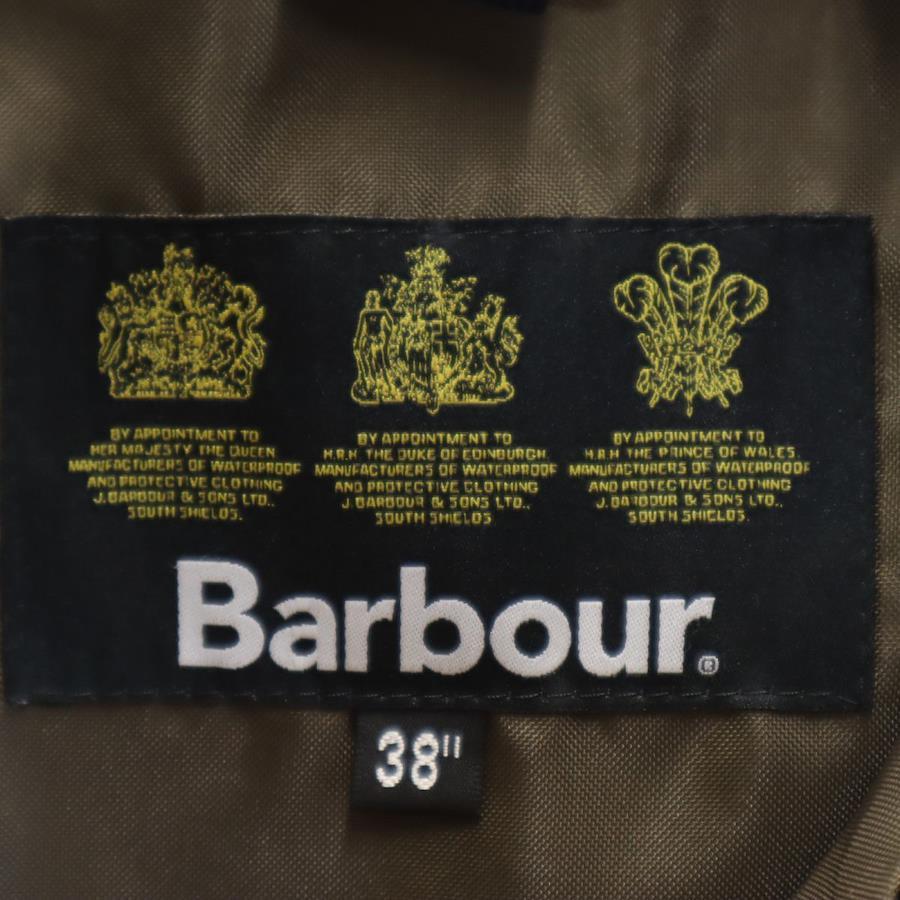 BY APPOINTMENT TO
HER MAJESTY THE QUEEN
MANUFACTURERS OF WATERPROOF
AND PROTECTIVE CLOTHING
J. BARBOUR & SONS LTD.,
SOUTH SHIELDS.
BY APPOINTMENT TO
H.R.H. THE DUKE OF EDINBURGH.
MANUFACTURERS OF WATERPROOF
AND PROTECTIVE CLOTHING
J. BARBOUR & SONS LTD.,
SOUTH SHIELDS
BY APPOINTMENT TO
H.R.H. THE PRINCE OF WALES.
MANUFACTURERS OF WATERPROOF
AND PROTECTIVE CLOTHING
J. BARBOUR & SONS LTD.,
SOUTH SHIELDS.
Barbour.®
38"